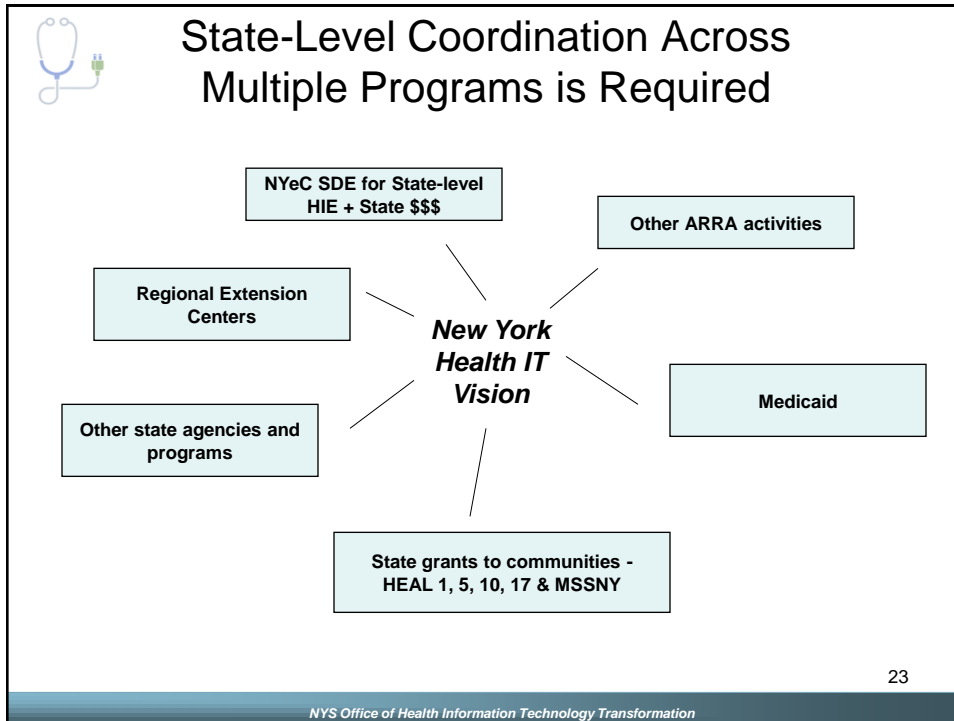 State-Level Coordination Across
Multiple Programs is Required
NYeC SDE for State-level
HIE + State $$$
Other ARRA activities
Regional Extension
Centers
New York
Health IT
Vision
Medicaid
Other state agencies and
programs
State grants to communities -
HEAL 1, 5, 10, 17 & MSSNY
23
NYS Office of Health Information Technology Transformation